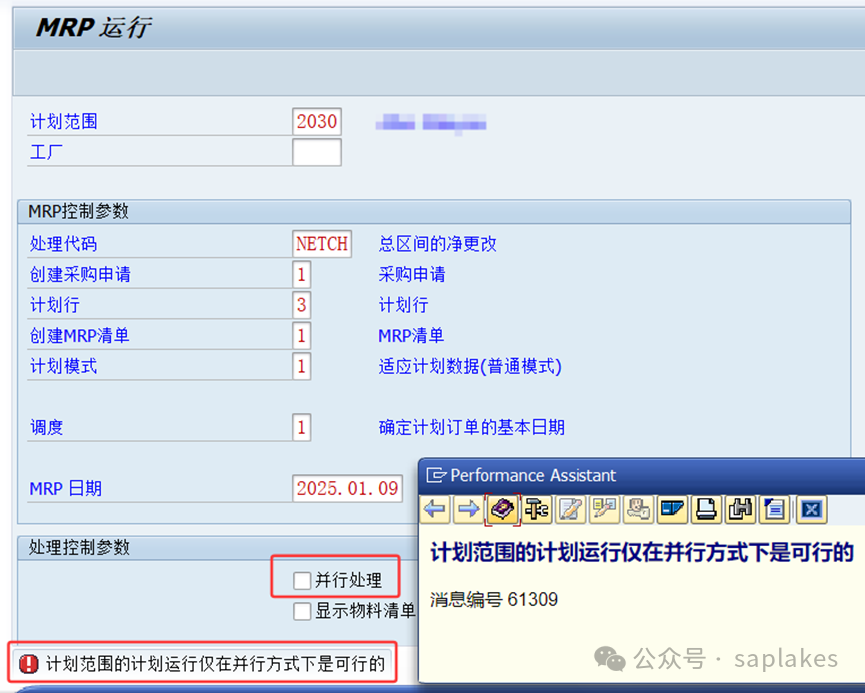 MRP 运行
计划范围 2030
工厂
MRP控制参数
处理代码 NETCH 总区间的净更改
创建采购申请 1 采购申请
计划行 3 计划行
创建MRP清单 1 MRP清单
计划模式 1 适应计划数据(普通模式)
调度 1 确定计划订单的基本日期
MRP 日期 2025.01.09
处理控制参数
并行处理
显示物料清单
计划范围的计划运行仅在并行方式下是可行的
Performance Assistant
计划范围的计划运行仅在并行方式下是可行的
消息编号 61309
公众号 · saplakes